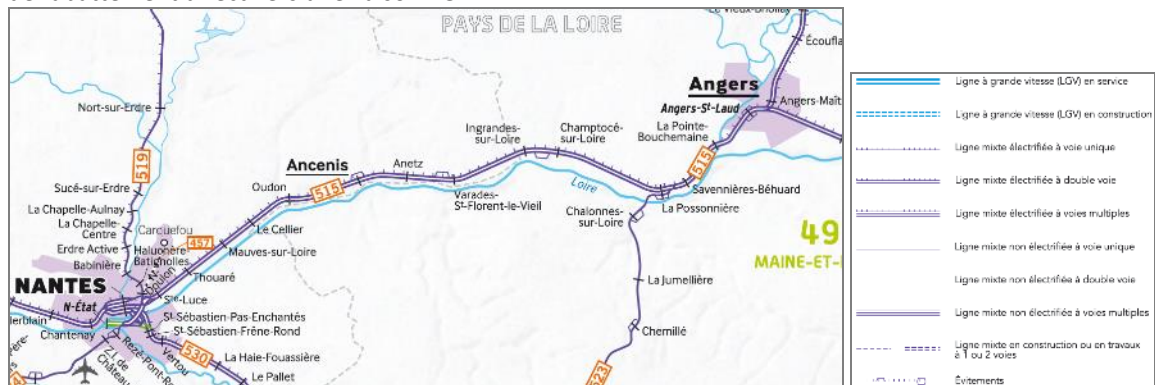 PAYS DE LA LOIRE
Écoufla
Angers
Angers-St-Laud
Angers-Maît
Nort-sur-Erdre
519
Ingrandes-
sur-Loire
Champtocé-
sur-Loire
La Pointe-
Bouchemaine
515
Ancenis
Anetz
Oudon
515
Varades-
St-Florent-le-Vieil
Loire
Savennières-Béhuard
La Possonnière
Chalonnes-
sur-Loire
Sucé-sur-Erdre
La Chapelle-Aulnay
La Chapelle-
Centre
Erdre Active
Babinière
Carquefou
457
Haluchère-
Batignolles
Doulon
Le Cellier
Mauves-sur-Loire
Thouaré
Ste-Luce
NANTES
N-État
49
MAINE-ET-L
La Jumellière
Chemillé
523
St-Sébastien-Pas-Enchantés
St-Sébastien-Frêne-Rond
Chantenay
Rezé-Pont-R
Z.I. de
Château
Vertou
530
La Haie-Fouassière
Le Pallet
Ligne à grande vitesse (LGV) en service
Ligne à grande vitesse (LGV) en construction
Ligne mixte électrifiée à voie unique
Ligne mixte électrifiée à double voie
Ligne mixte électrifiée à voies multiples
Ligne mixte non électrifiée à voie unique
Ligne mixte non électrifiée à double voie
Ligne mixte non électrifiée à voies multiples
Ligne mixte en construction ou en travaux
à 1 ou 2 voies
Évitements